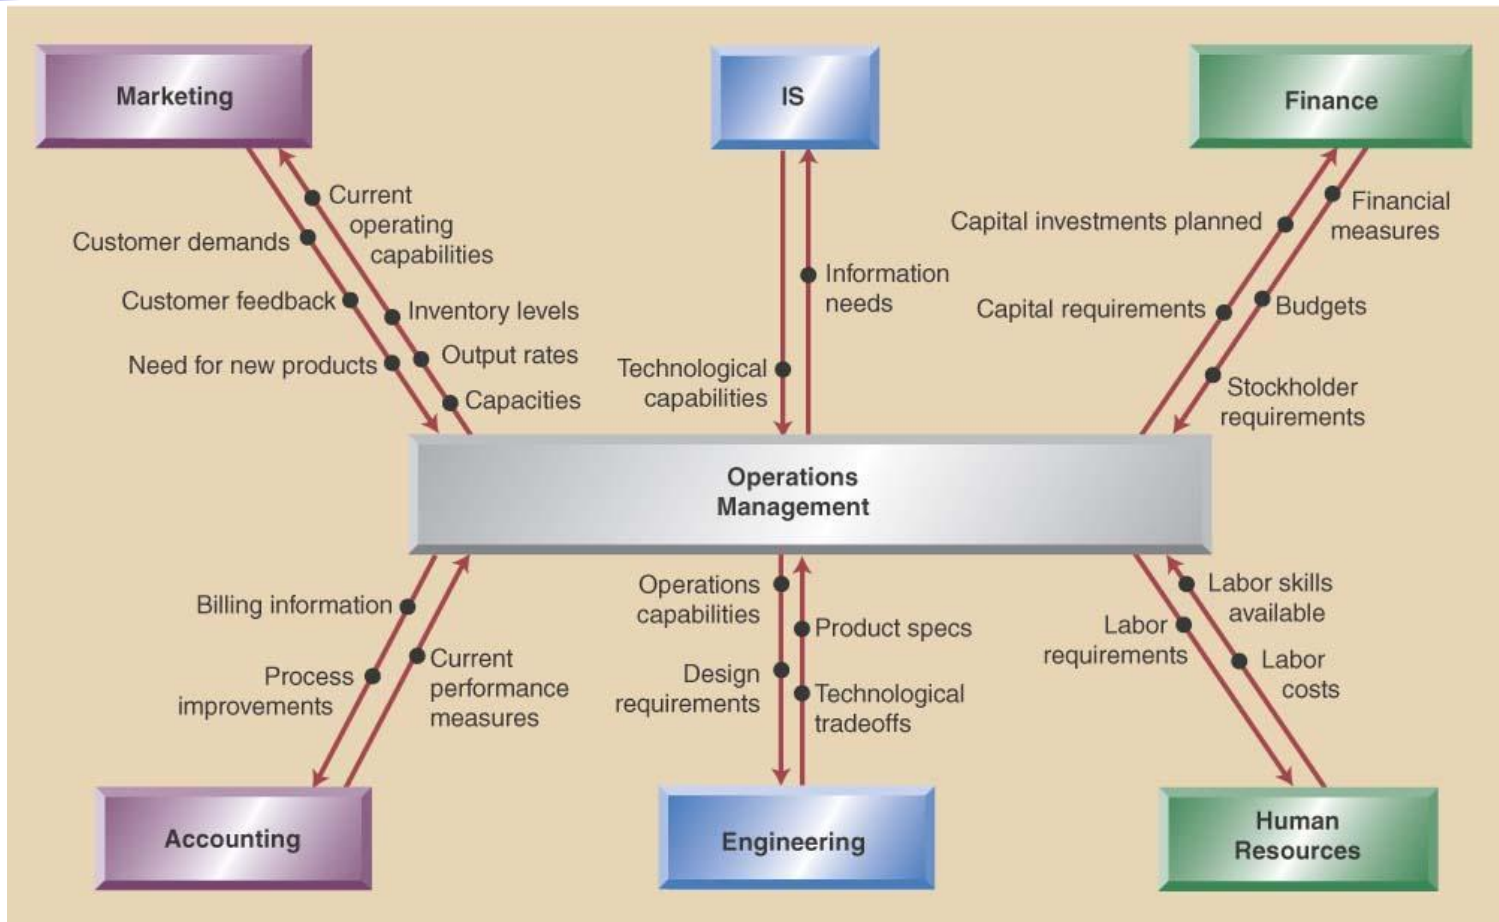 Marketing
IS
Finance
Current
operating
capabilities
Customer demands
Customer feedback
Inventory levels
Need for new products
Output rates
Capacities
Information
needs
Technological
capabilities
Capital investments planned
Financial
measures
Capital requirements
Budgets
Stockholder
requirements
Operations
Management
Billing information
Process
improvements
Current
performance
measures
Operations
capabilities
Product specs
Design
requirements
Technological
tradeoffs
Labor skills
available
Labor
requirements
Labor
costs
Accounting
Engineering
Human
Resources